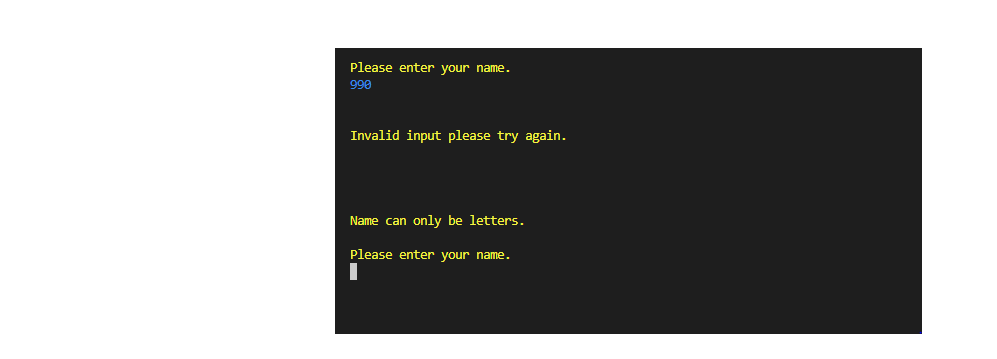 Please enter your name.
990
Invalid input please try again.
Name can only be letters.
Please enter your name.